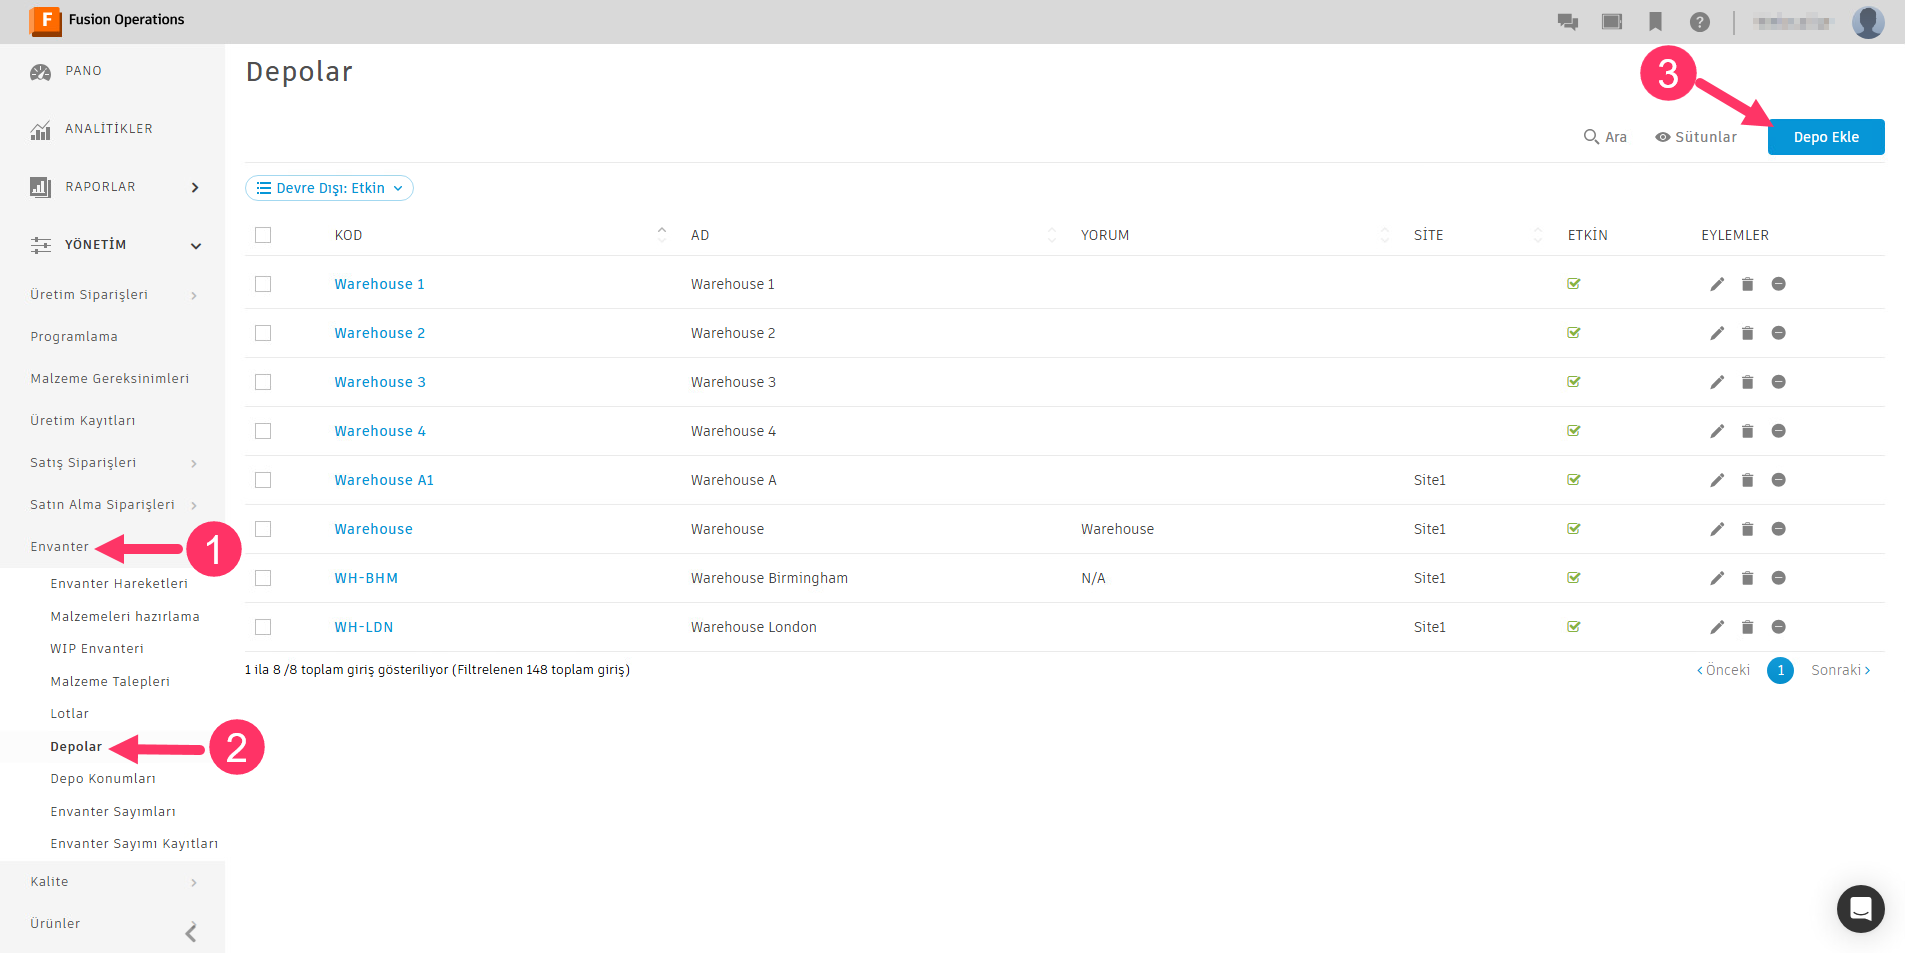 F Fusion Operations
?
PANO
ANALİTİKLER
RAPORLAR
YÖNETİM
Üretim Siparişleri
Programlama
Malzeme Gereksinimleri
Üretim Kayıtları
Satış Siparişleri
Satın Alma Siparişleri
Envanter
1
Envanter Hareketleri
Malzemeleri hazırlama
WIP Envanteri
Malzeme Talepleri
Lotlar
Depolar
2
Depo Konumları
Envanter Sayımları
Envanter Sayımı Kayıtları
Kalite
Ürünler
Depolar
3
Ara Sütunlar Depo Ekle
Devre Dışı: Etkin
KOD AD YORUM SİTE ETKİN EYLEMLER
Warehouse 1 Warehouse 1
Warehouse 2 Warehouse 2
Warehouse 3 Warehouse 3
Warehouse 4 Warehouse 4
Warehouse A1 Warehouse A Site1
Warehouse Warehouse Warehouse Site1
WH-BHM Warehouse Birmingham N/A Site1
WH-LDN Warehouse London Site1
1 ila 8 /8 toplam giriş gösteriliyor (Filtrelenen 148 toplam giriş)
Önceki 1 Sonraki